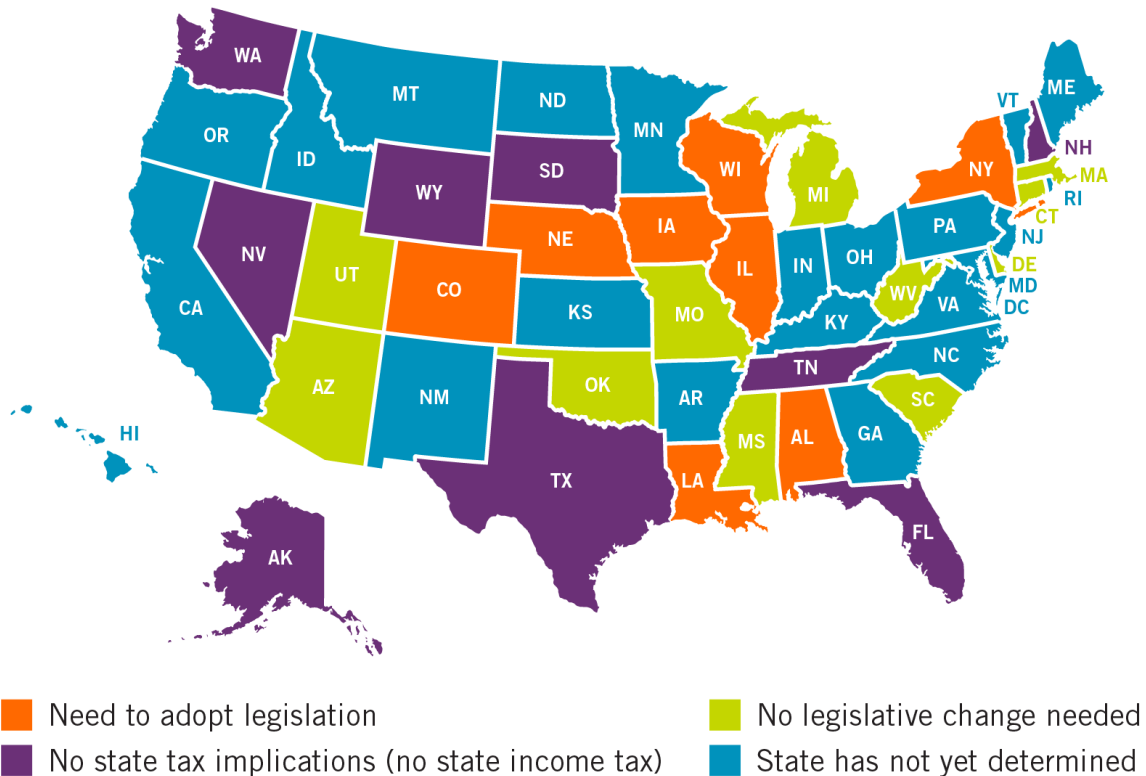 WA
MT
ND
MN
VT
ME
OR
ID
SD
WI
NY
NH
WY
MI
MA
RI
CT
NE
IA
PA
NJ
NV
UT
CO
IL
IN
OH
DE
MD
DC
CA
KS
MO
WV
VA
KY
AZ
NM
OK
AR
TN
NC
SC
MS
AL
GA
HI
TX
LA
FL
AK
Need to adopt legislation
No legislative change needed
No state tax implications (no state income tax)
State has not yet determined